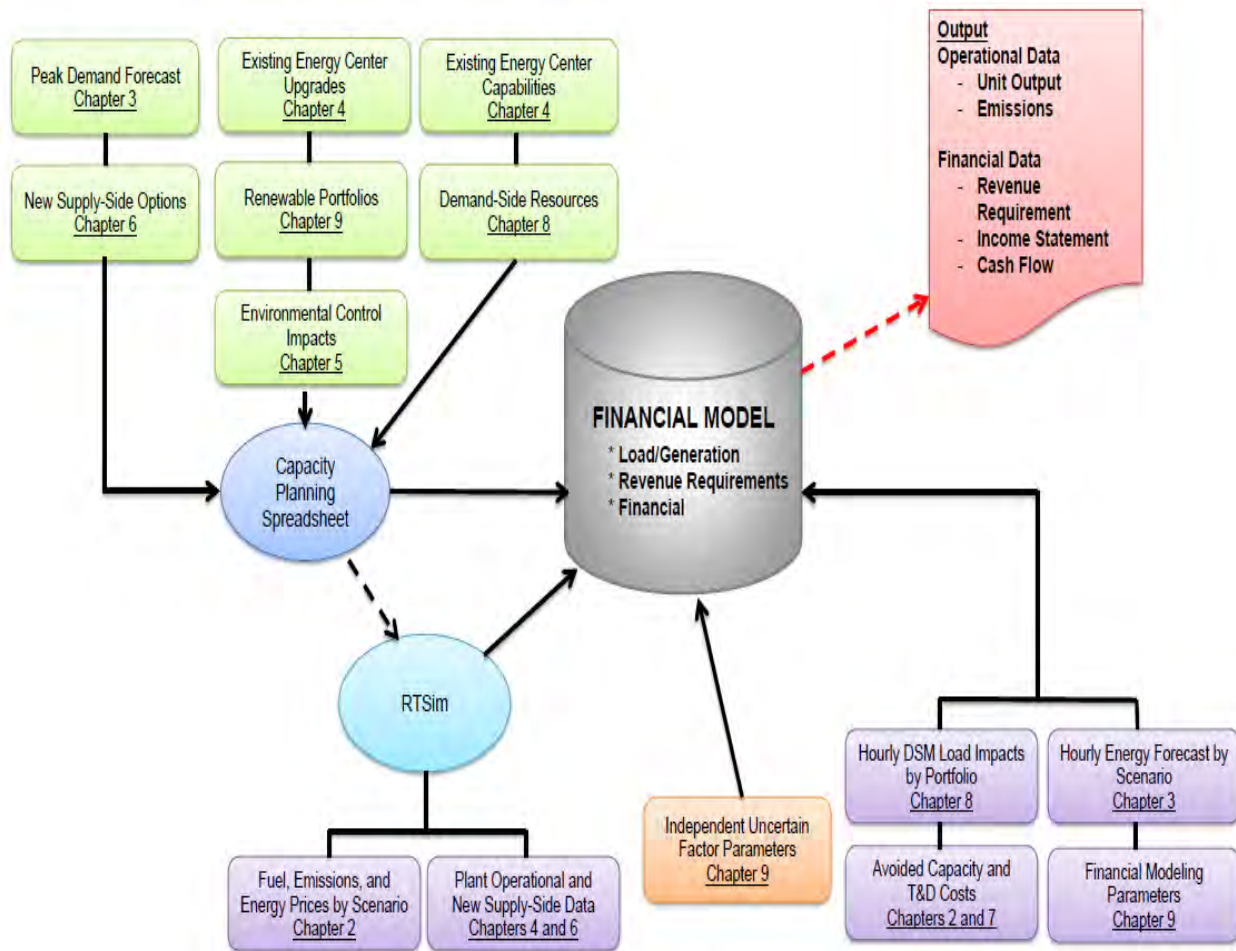 Peak Demand Forecast
Chapter 3
Existing Energy Center
Upgrades
Chapter 4
Existing Energy Center
Capabilities
Chapter 4
New Supply-Side Options
Chapter 6
Renewable Portfolios
Chapter 9
Demand-Side Resources
Chapter 8
Environmental Control
Impacts
Chapter 5
Capacity
Planning
Spreadsheet
RTSim
FINANCIAL MODEL
* Load/Generation
* Revenue Requirements
* Financial
Output
Operational Data
- Unit Output
- Emissions
Financial Data
- Revenue
Requirement
- Income Statement
- Cash Flow
Fuel, Emissions, and
Energy Prices by Scenario
Chapter 2
Plant Operational and
New Supply-Side Data
Chapters 4 and 6
Independent Uncertain
Factor Parameters
Chapter 9
Hourly DSM Load Impacts
by Portfolio
Chapter 8
Hourly Energy Forecast by
Scenario
Chapter 3
Avoided Capacity and
T&D Costs
Chapters 2 and 7
Financial Modeling
Parameters
Chapter 9